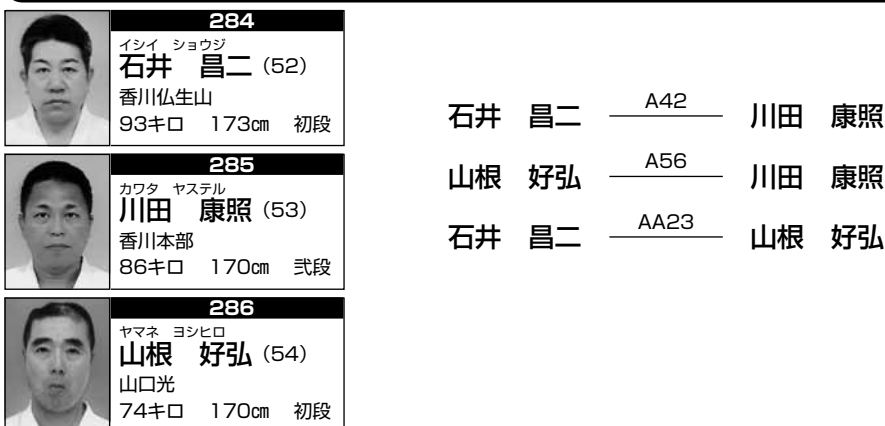 284
イシイ ショウジ
石井 昌二（52）
香川仏生山
93キロ 173㎝ 初段
285
カワタ ヤステル
川田 康照（53）
香川本部
86キロ 170㎝ 弐段
286
ヤマネ ヨシヒロ
山根 好弘（54）
山口光
74キロ 170㎝ 初段
石井 昌二 A42 川田 康照
山根 好弘 A56 川田 康照
石井 昌二 AA23 山根 好弘